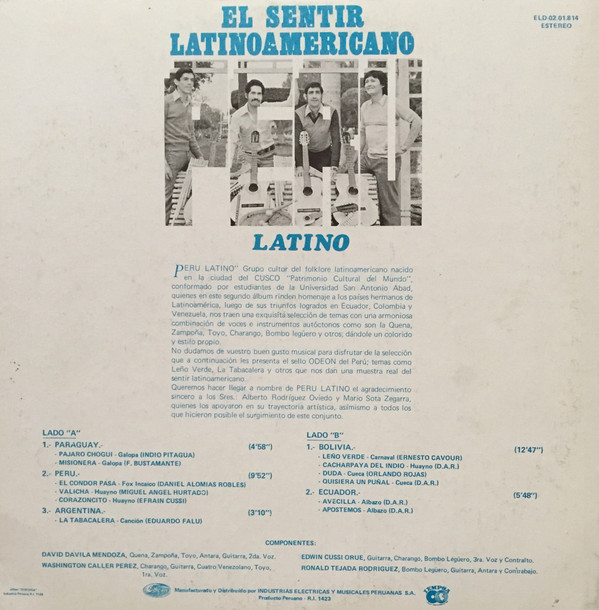 EL SENTIR
LATINOAMERICANO
ELD-02.01.814
ESTEREO
PERU
LATINO
PERU LATINO" Grupo cultor del folklore latinoamericano nacido
en la ciudad del CUSCO "Patrimonio Cultural del Mundo",
conformado por estudiantes de la Universidad San Antonio Abad,
quienes en este segundo álbum rinden homenaje a los países hermanos de
Latinoamérica, luego de sus triunfos logrados en Ecuador, Colombia y
Venezuela, nos traen una exquisita selección de temas con una armoniosa
combinación de voces e instrumentos autóctonos como son la Quena,
Zampoña, Toyo, Charango, Bombo legüero y otros; dándole un colorido
y estilo propio.
No dudamos de vuestro buen gusto musical para disfrutar de la selección
que a continuación les presenta el sello ODEON del Perú; temas como
Leño Verde, La Tabacalera y otros que nos dan una muestra real del
sentir latinoamericano.
Queremos hacer llegar a nombre de PERU LATINO el agradecimiento
sincero a los Sres.: Alberto Rodríguez Oviedo y Mario Sota Zegarra,
quienes los apoyaron en su trayectoria artística, asímismo a todos los
que hicieron posible el surgimiento de este conjunto.
LADO "A"
1.- PARAGUAY.- (4'58")
- PAJARO CHOGUI - Galopa (INDIO PITAGUA)
- MISIONERA - Galopa (F. BUSTAMANTE)
2.- PERU.- (9'52")
- EL CONDOR PASA - Fox Incaico (DANIEL ALOMIAS ROBLES)
- VALICHA - Huayno (MIGUEL ANGEL HURTADO)
- CORAZONCITO - Huayno (EFRAIN CUSSI)
3.- ARGENTINA.- (3'10")
- LA TABACALERA - Canción (EDUARDO FALU)
LADO "B"
1.- BOLIVIA.- (12'47")
- LEÑO VERDE - Carnaval (ERNESTO CAVOUR)
- CACHARPAYA DEL INDIO - Huayno (D.A.R.)
- DUDA - Cueca (ORLANDO ROJAS)
- QUISIERA UN PUÑAL - Cueca (D.A.R.)
2.- ECUADOR.- (5'48")
- AVECILLA - Albazo (D.A.R.)
- APOSTEMOS - Albazo (D.A.R.)
COMPONENTES:
DAVID DAVILA MENDOZA, Quena, Zampoña, Toyo, Antara, Guitarra, 2da. Voz.
WASHINGTON CALLER PEREZ, Charango, Guitarra, Cuatro Venezolano, Toyo,
1ra. Voz.
EDWIN CUSSI ORUE, Guitarra, Charango, Bombo Légüero, 3ra. Voz y Contralto.
RONALD TEJADA RODRIGUEZ, Bombo Legüero, Guitarra, Antara y Contrabajo.
Manufacturado y Distribuido por INDUSTRIAS ELECTRICAS Y MUSICALES PERUANAS S.A.
Producto Peruano - R.I. 1423